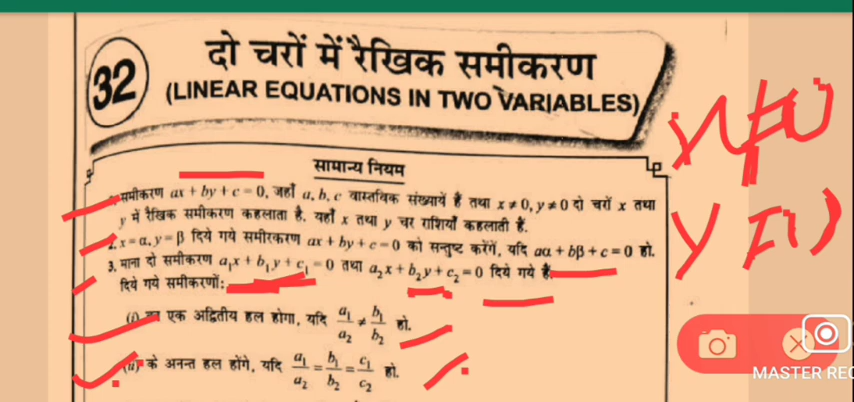 32
दो चरों में रैखिक समीकरण
(LINEAR EQUATIONS IN TWO VARIABLES)
सामान्य नियम
समीकरण ax + by + c = 0, जहाँ a, b, c वास्तविक संख्यायें हैं तथा x ≠ 0, y ≠ 0 दो चरों x तथा
y में रैखिक समीकरण कहलाता है. यहाँ x तथा y चर राशियाँ कहलाती हैं.
2. x = α, y = β दिये गये समीरकरण ax + by + c = 0 को सन्तुष्ट करेंगे, यदि aα + bβ + c = 0 हो.
3. माना दो समीकरण a₁x + b₁y + c₁ = 0 तथा a₂x + b₂y + c₂ = 0 दिये गये हैं.
दिये गये समीकरणों:
(i) एक अद्वितीय हल होगा, यदि a₁/a₂ ≠ b₁/b₂ हो.
(ii) के अनन्त हल होंगे, यदि a₁/a₂ = b₁/b₂ = c₁/c₂ हो.
MASTER REC